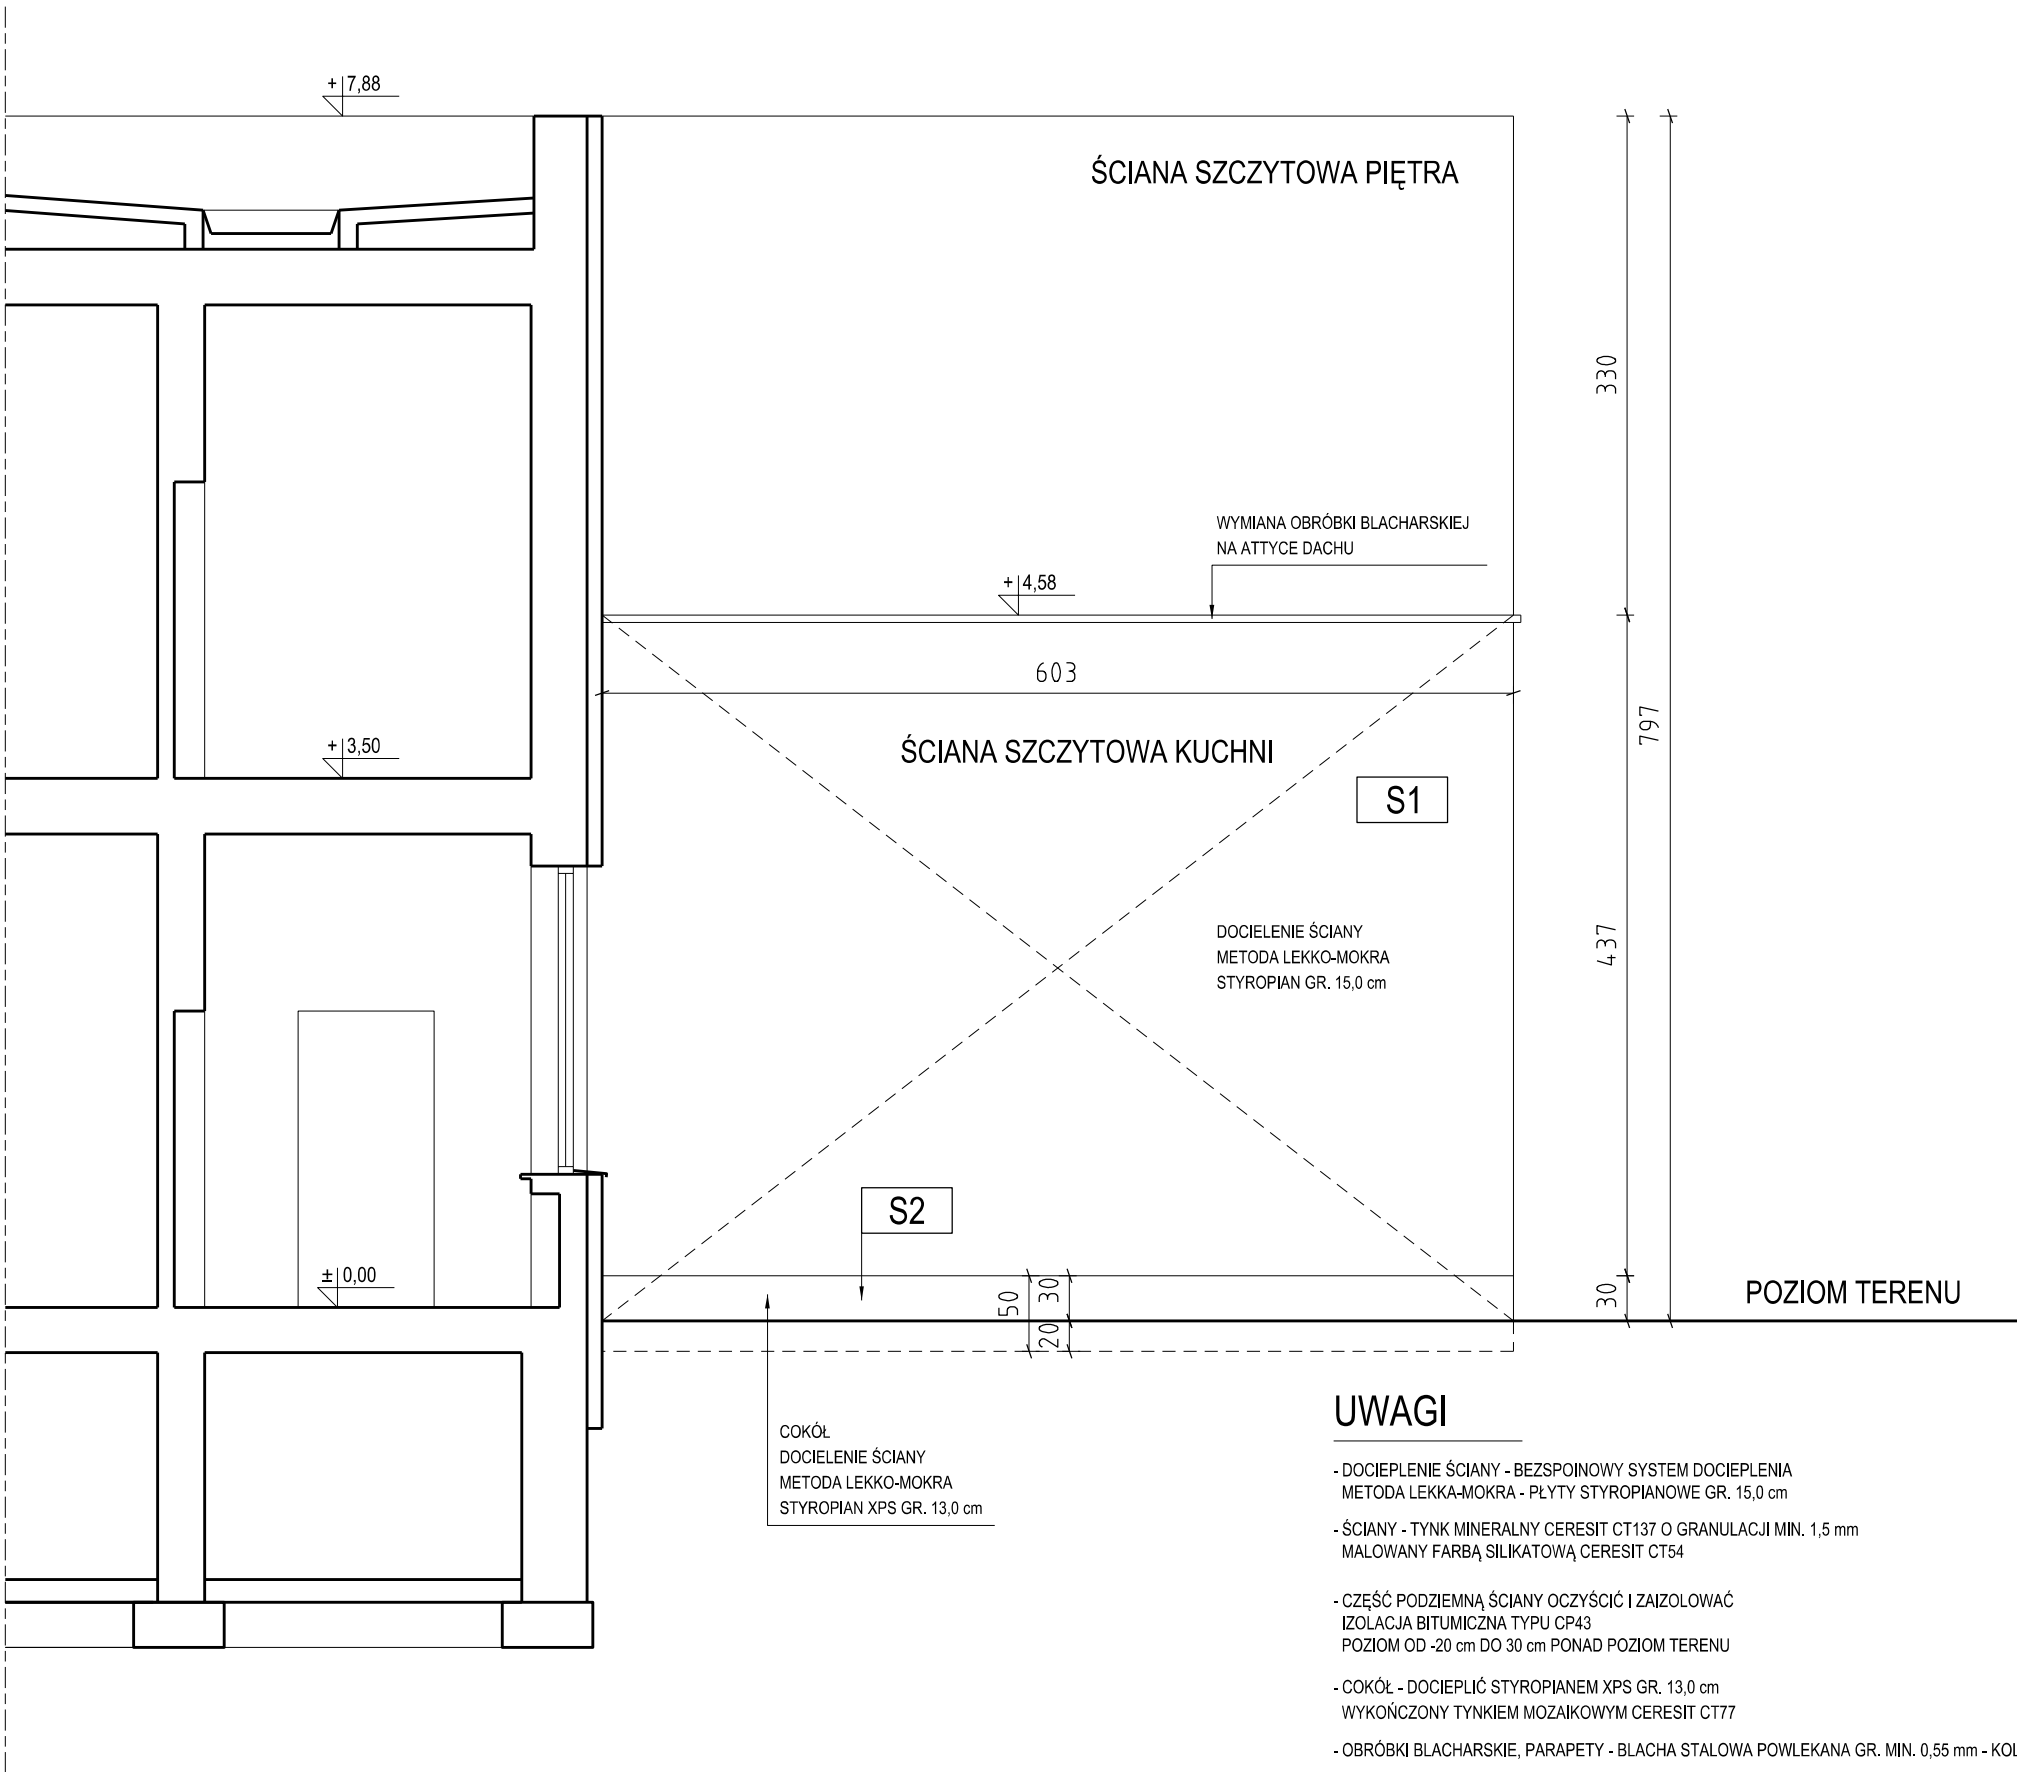 + 7,88
ŚCIANA SZCZYTOWA PIĘTRA
330
WYMIANA OBRÓBKI BLACHARSKIEJ
NA ATTYCE DACHU
+ 4,58
603
797
+ 3,50
ŚCIANA SZCZYTOWA KUCHNI
S1
437
DOCIELENIE ŚCIANY
METODA LEKKO-MOKRA
STYROPIAN GR. 15,0 cm
S2
± 0,00
50
30
20
30
POZIOM TERENU
COKÓŁ
DOCIELENIE ŚCIANY
METODA LEKKO-MOKRA
STYROPIAN XPS GR. 13,0 cm
UWAGI
- DOCIEPLENIE ŚCIANY - BEZSPOINOWY SYSTEM DOCIEPLENIA
METODA LEKKA-MOKRA - PŁYTY STYROPIANOWE GR. 15,0 cm
- ŚCIANY - TYNK MINERALNY CERESIT CT137 O GRANULACJI MIN. 1,5 mm
MALOWANY FARBĄ SILIKATOWĄ CERESIT CT54
- CZĘŚĆ PODZIEMNĄ ŚCIANY OCZYŚCIĆ I ZAIZOLOWAĆ
IZOLACJA BITUMICZNA TYPU CP43
POZIOM OD -20 cm DO 30 cm PONAD POZIOM TERENU
- COKÓŁ - DOCIEPLIĆ STYROPIANEM XPS GR. 13,0 cm
WYKOŃCZONY TYNKIEM MOZAIKOWYM CERESIT CT77
- OBRÓBKI BLACHARSKIE, PARAPETY - BLACHA STALOWA POWLEKANA GR. MIN. 0,55 mm -